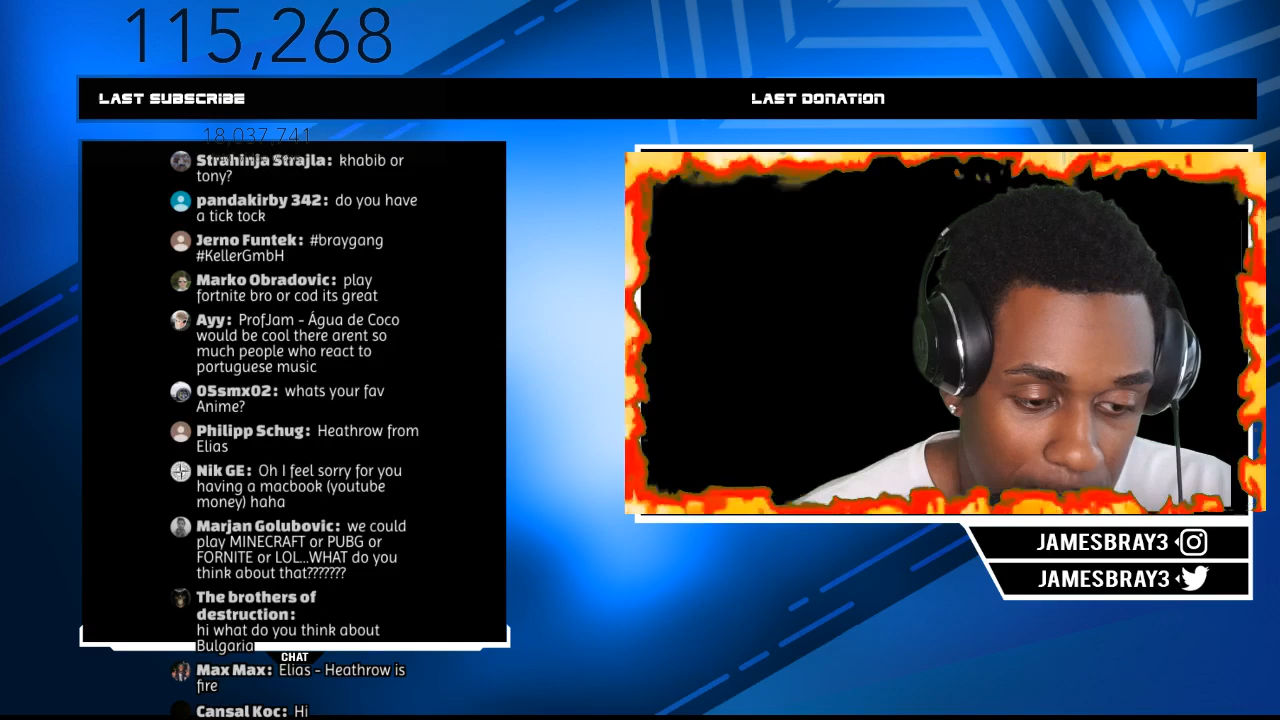 115,268
LAST SUBSCRIBE
LAST DONATION
18,037,741
Strahinja Strajla: khabib or
tony?
pandakirby 342: do you have
a tick tock
Jerno Funtek: #braygang
#KellerGmbH
Marko Obradovic: play
fortnite bro or cod its great
Ayy: ProfJam - Água de Coco
would be cool there arent so
much people who react to
portuguese music
05smx02: whats your fav
Anime?
Philipp Schug: Heathrow from
Elias
Nik GE: Oh I feel sorry for you
having a macbook (youtube
money) haha
Marjan Golubovic: we could
play MINECRAFT or PUBG or
FORNITE or LOL...WHAT do you
think about that???????
The brothers of
destruction:
hi what do you think about
Bulgaria
CHAT
Max Max: Elias - Heathrow is
fire
Cansal Koc: Hi
JAMESBRAY3
JAMESBRAY3